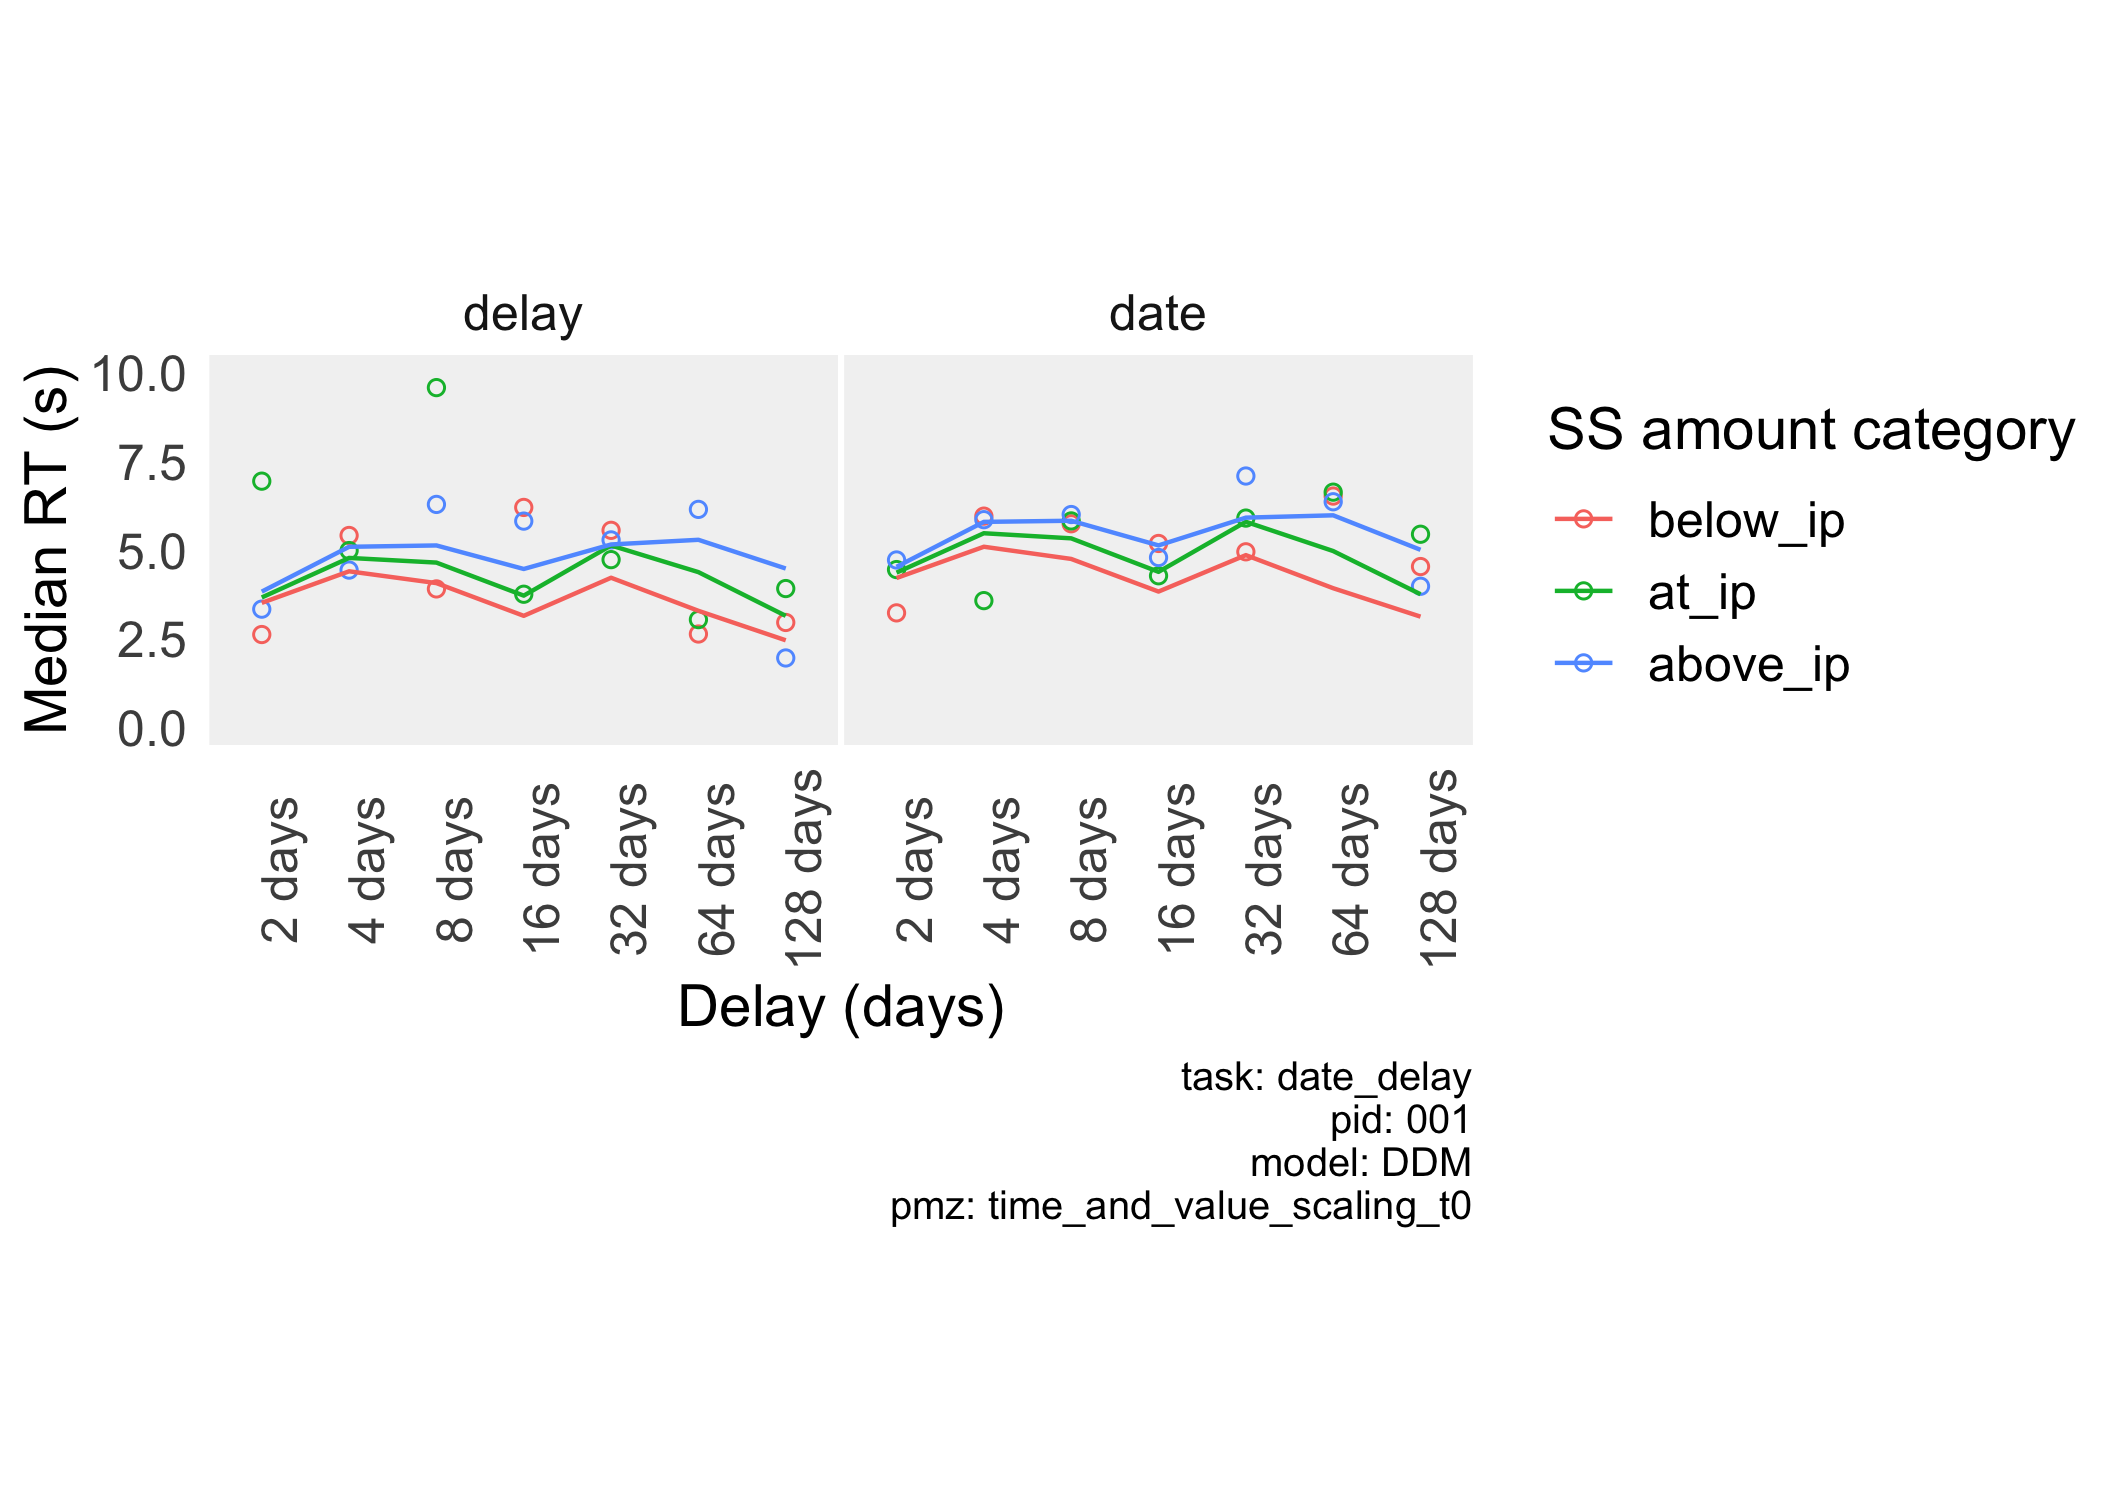 delay
date
Median RT (s)
10.0
7.5
5.0
2.5
0.0
2 days
4 days
8 days
16 days
32 days
64 days
128 days
2 days
4 days
8 days
16 days
32 days
64 days
128 days
Delay (days)
SS amount category
below_ip
at_ip
above_ip
task: date_delay
pid: 001
model: DDM
pmz: time_and_value_scaling_t0